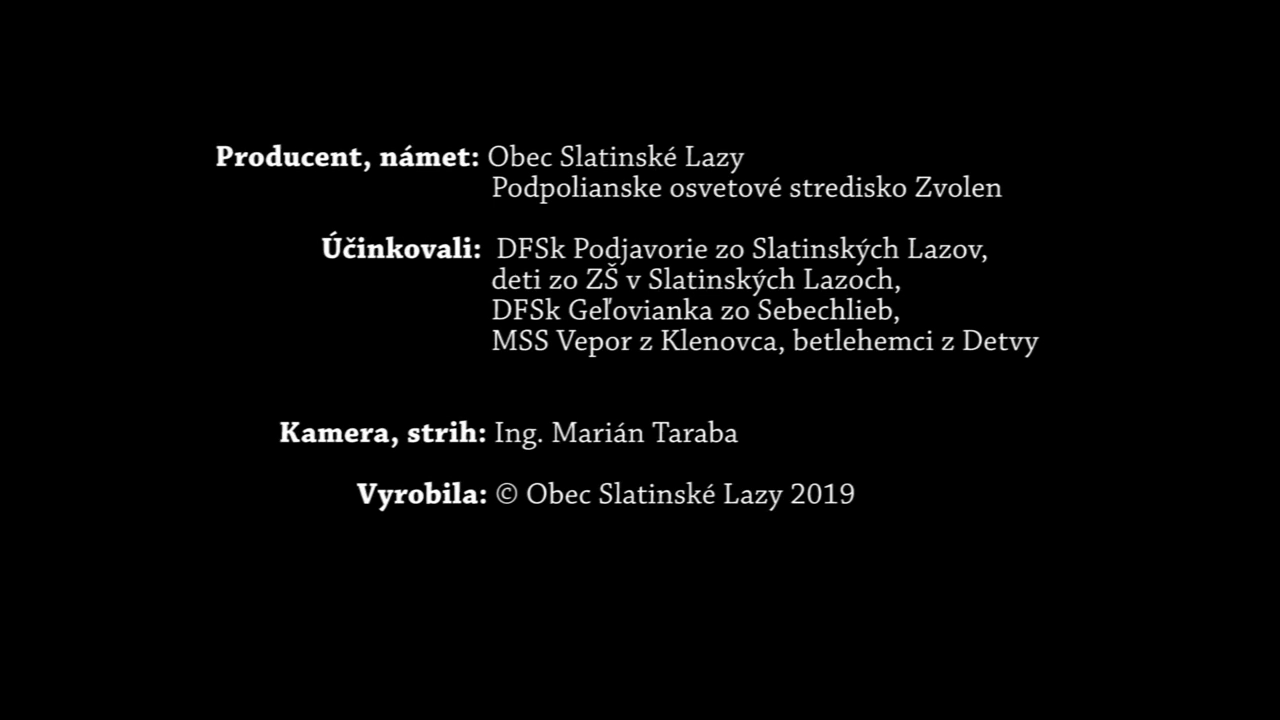 Producent, námet: Obec Slatinské Lazy
Podpolianske osvetové stredisko Zvolen
Účinkovali: DFSk Podjavorie zo Slatinských Lazov,
deti zo ZŠ v Slatinských Lazoch,
DFSk Geľovianka zo Sebechlieb,
MSS Vepor z Klenovca, betlehemci z Detvy
Kamera, strih: Ing. Marián Taraba
Vyrobila: © Obec Slatinské Lazy 2019